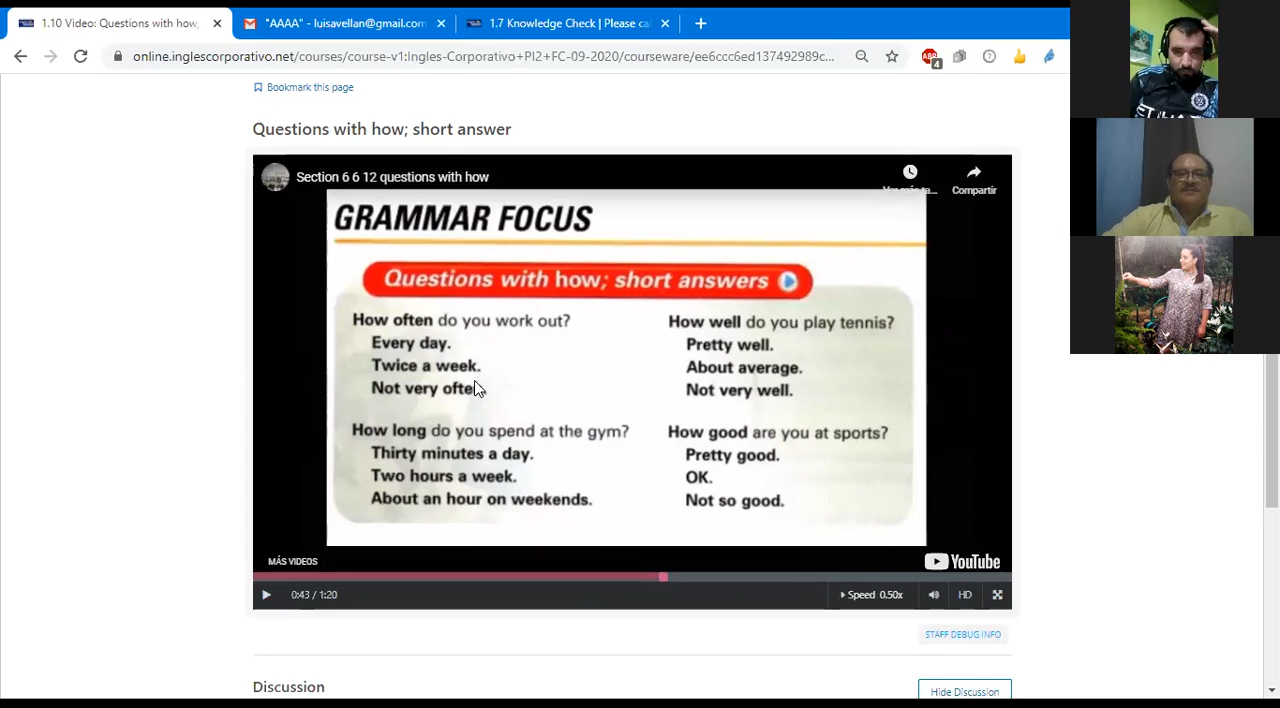 1.10 Video: Questions with how;
"AAAA" - luisavellan@gmail.com
1.7 Knowledge Check | Please ca
online.inglescorporativo.net/courses/course-v1:Ingles-Corporativo+PI2+FC-09-2020/courseware/ee6ccc6ed137492989c...
4
Bookmark this page
Questions with how; short answer
Section 6 6 12 questions with how
Compartir
GRAMMAR FOCUS
Questions with how; short answers
How often do you work out?
Every day.
Twice a week.
Not very ofte
How long do you spend at the gym?
Thirty minutes a day.
Two hours a week.
About an hour on weekends.
How well do you play tennis?
Pretty well.
About average.
Not very well.
How good are you at sports?
Pretty good.
OK.
Not so good.
MÁS VIDEOS
YouTube
0:43 / 1:20
Speed 0.50x
HD
STAFF DEBUG INFO
Discussion
Hide Discussion